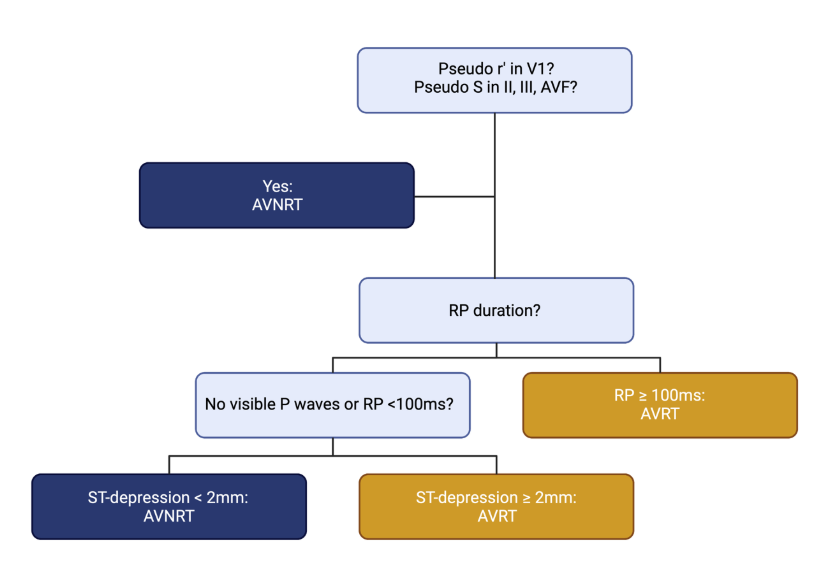 Pseudo r' in V1?
Pseudo S in II, III, AVF?
Yes:
AVNRT
RP duration?
No visible P waves or RP <100ms?
RP ≥ 100ms:
AVRT
ST-depression < 2mm:
AVNRT
ST-depression ≥ 2mm:
AVRT